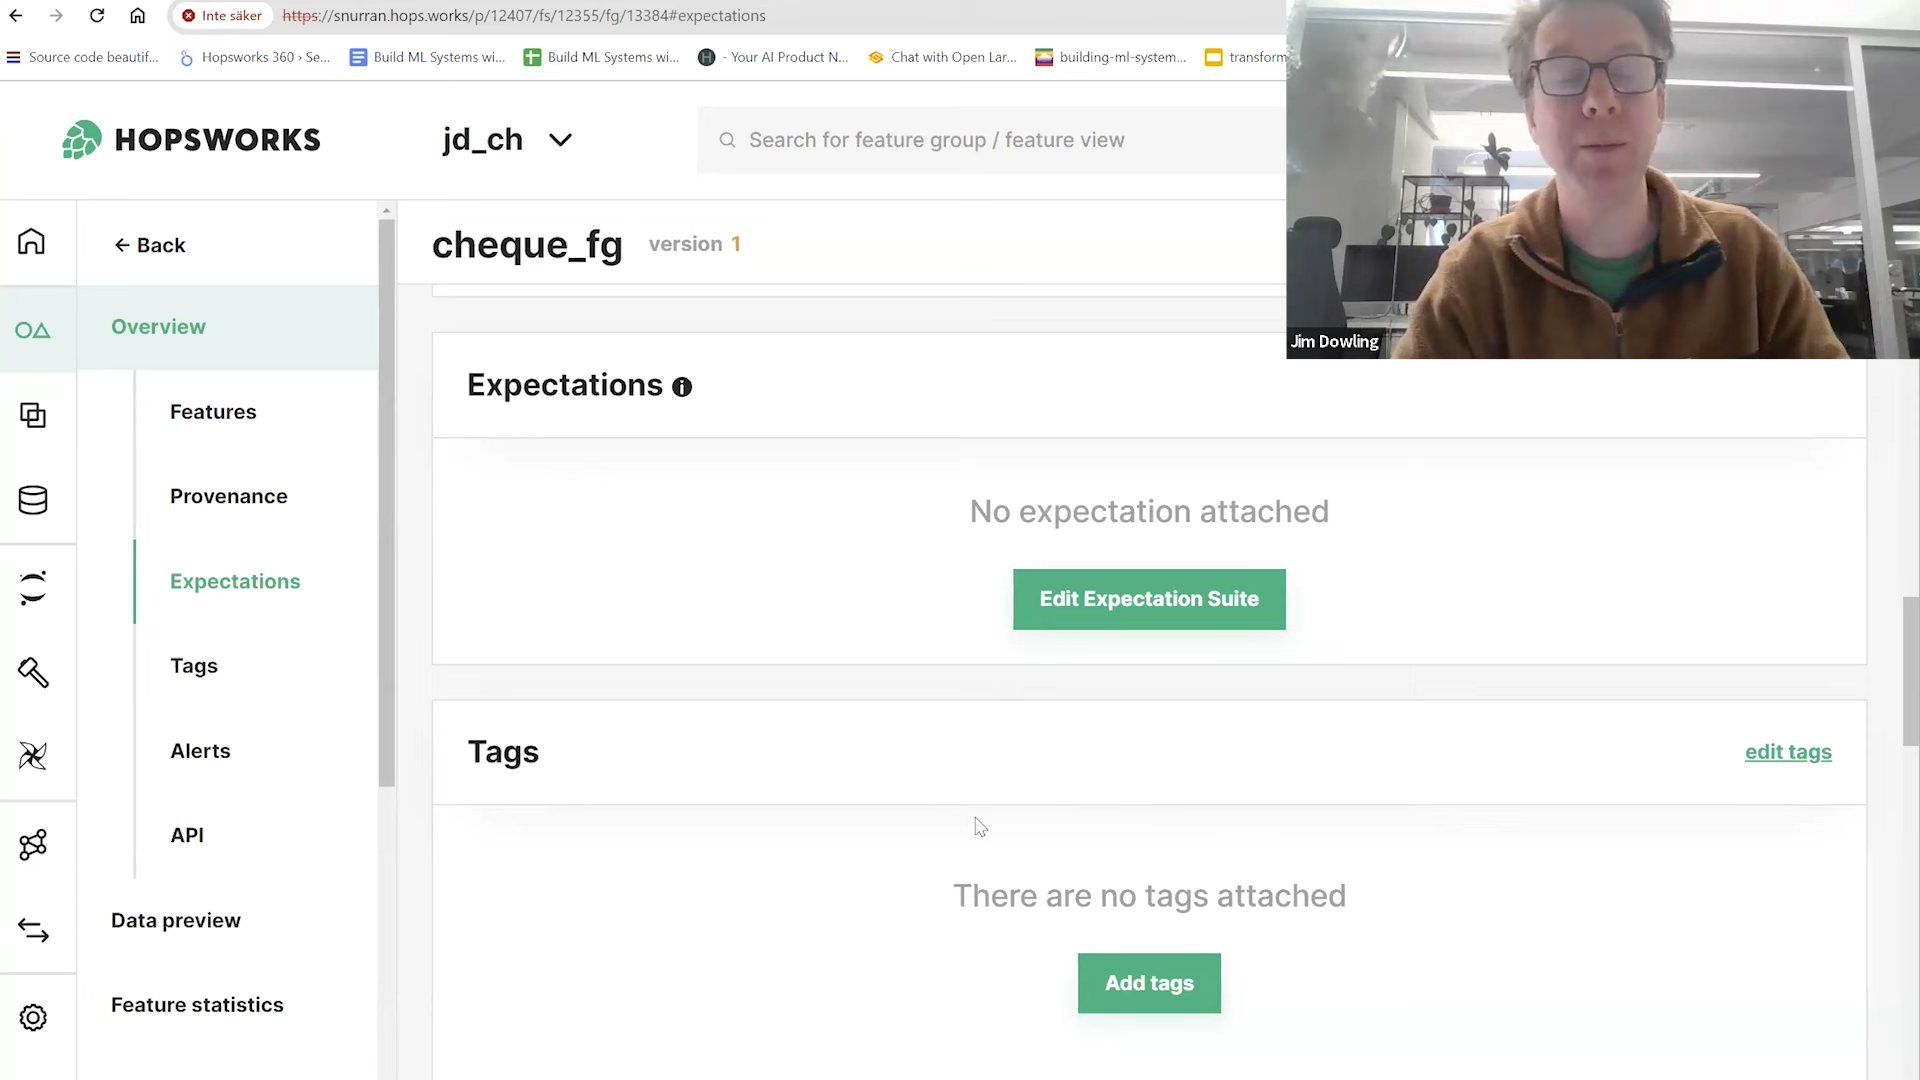 Inte säker
https://snurran.hops.works/p/12407/fs/12355/fg/13384#expectations
Source code beautif...
Hopsworks 360 › Se...
Build ML Systems wi...
Build ML Systems wi...
- Your AI Product N...
Chat with Open Lar...
building-ml-system...
transform
HOPSWORKS
jd_ch
Search for feature group / feature view
← Back
cheque_fg
version 1
Jim Dowling
Overview
Features
Provenance
Expectations
Tags
Alerts
API
Data preview
Feature statistics
Expectations
No expectation attached
Edit Expectation Suite
Tags
edit tags
There are no tags attached
Add tags